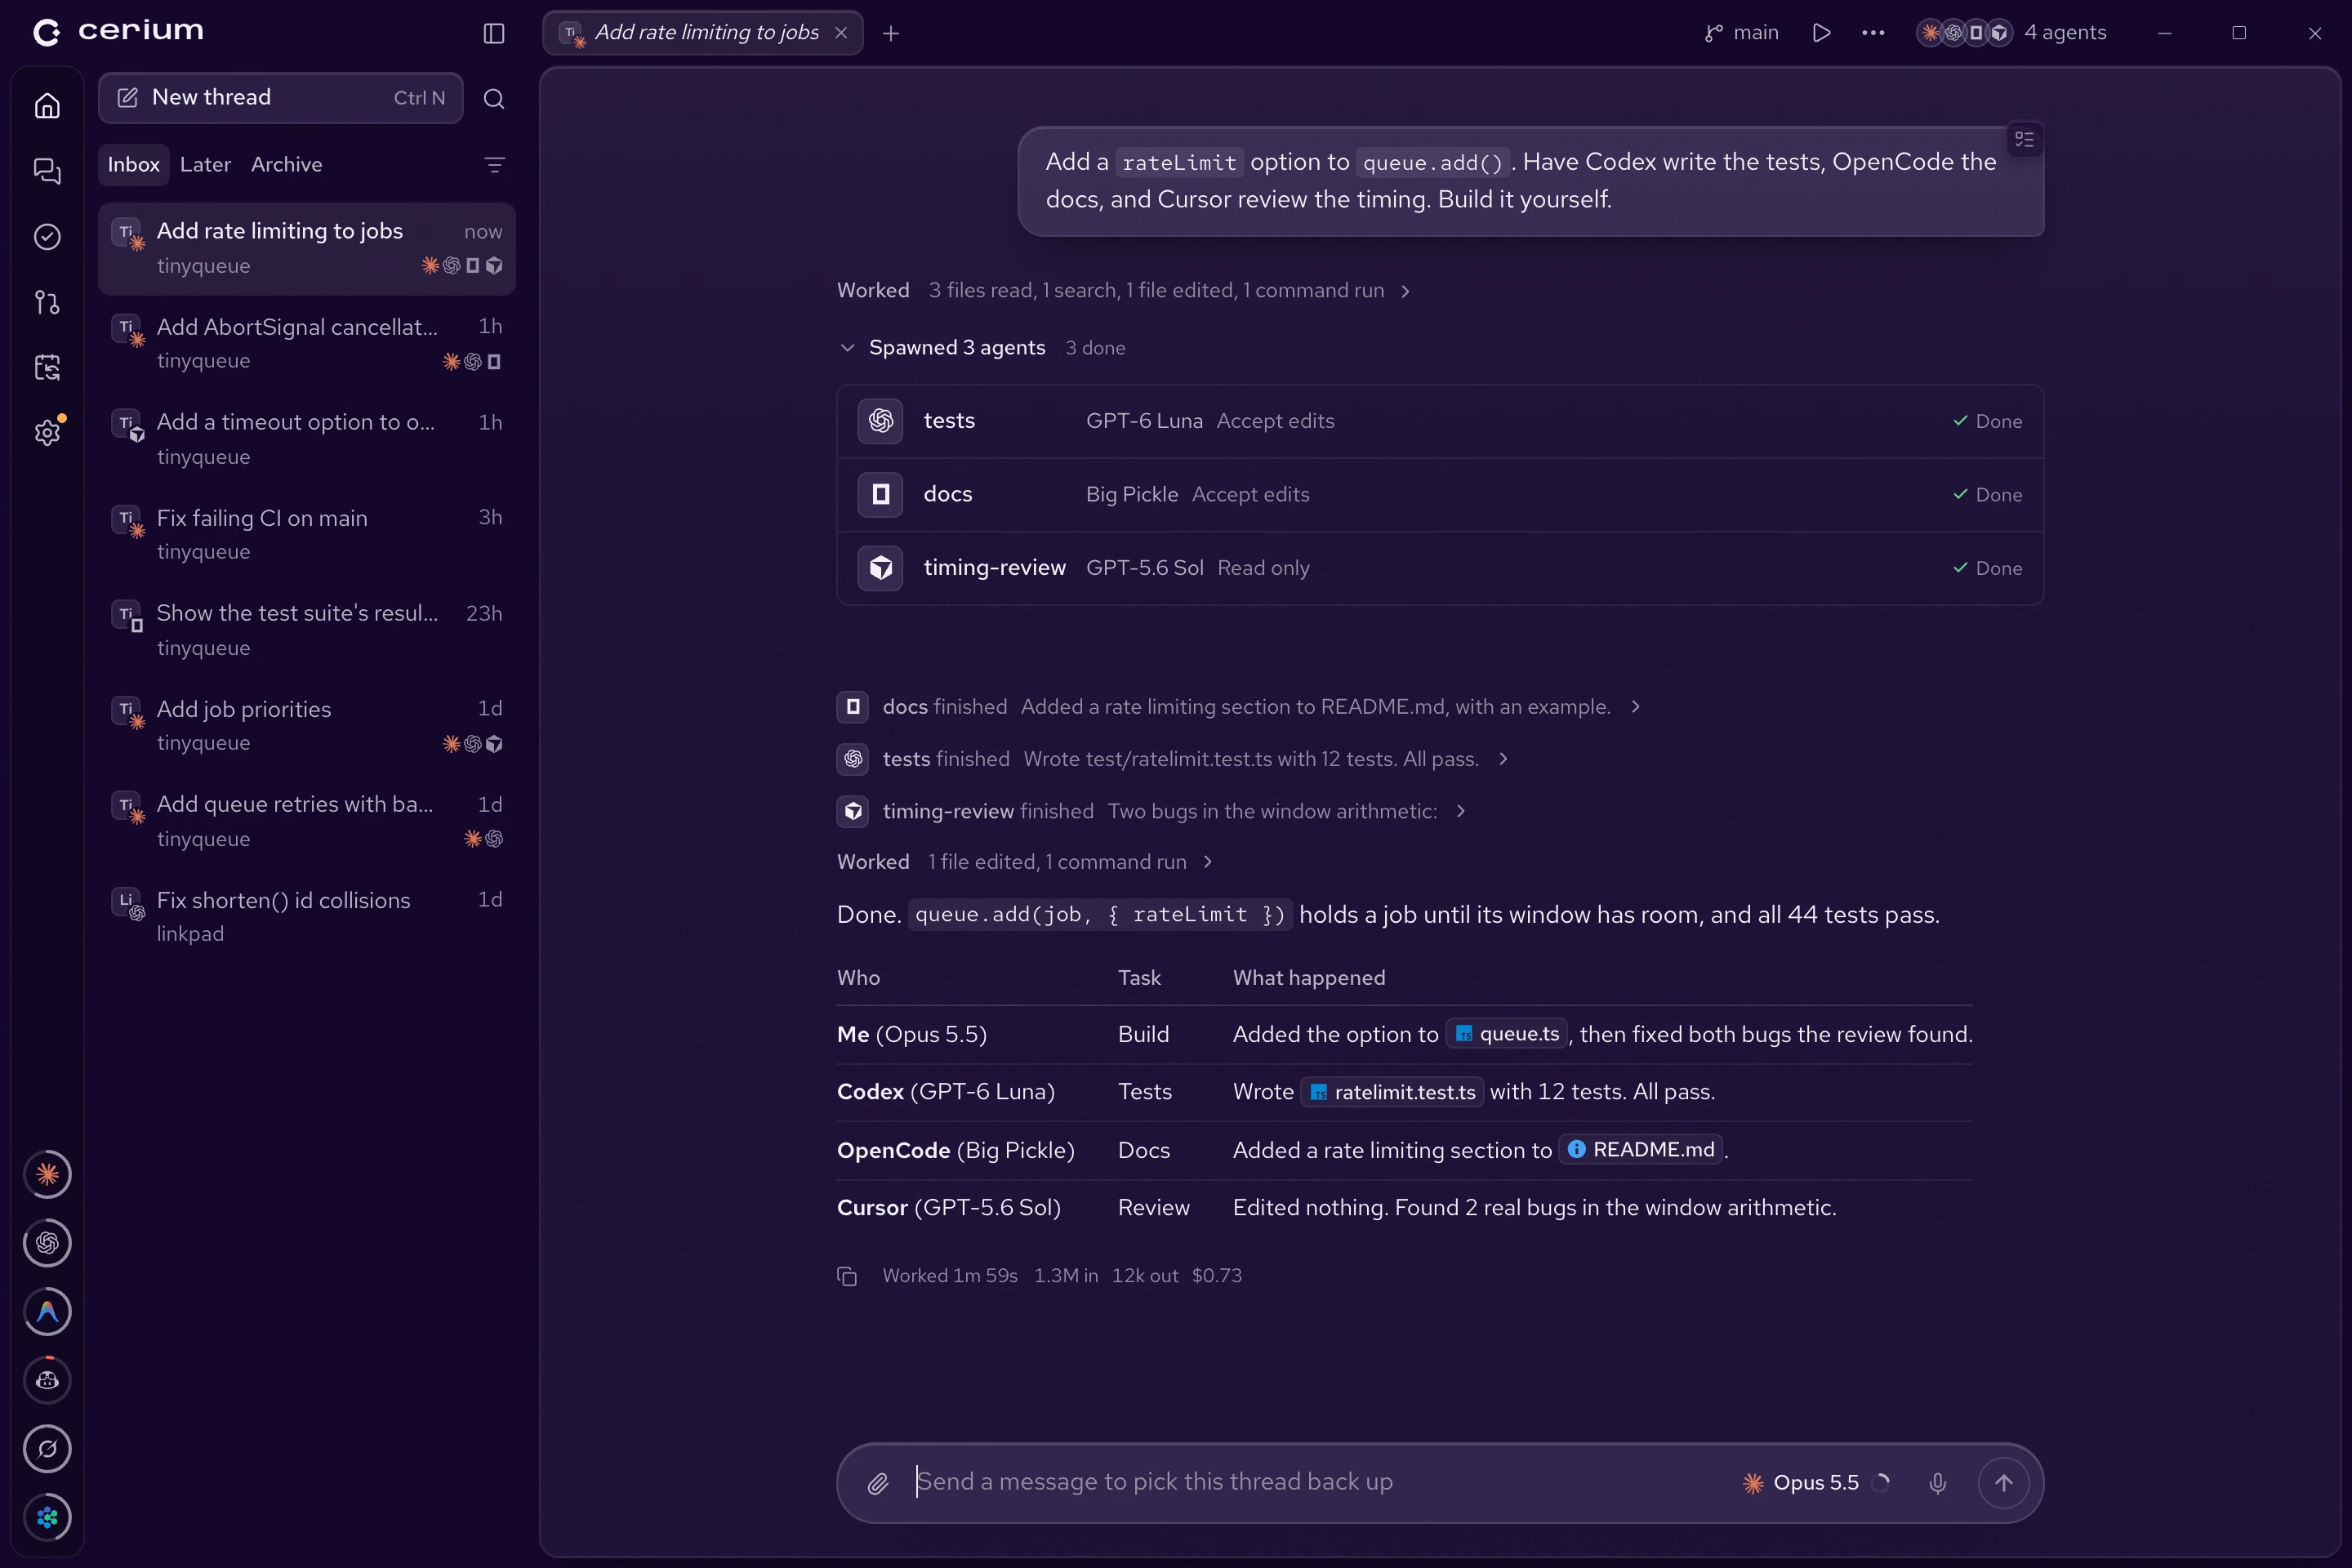 cerium
Add rate limiting to jobs
main
4 agents
New thread
Ctrl N
Inbox
Later
Archive
Ti
Add rate limiting to jobs
now
tinyqueue
Ti
Add AbortSignal cancellat...
1h
tinyqueue
Ti
Add a timeout option to o...
1h
tinyqueue
Ti
Fix failing CI on main
3h
tinyqueue
Ti
Show the test suite's resul...
23h
tinyqueue
Ti
Add job priorities
1d
tinyqueue
Ti
Add queue retries with ba...
1d
tinyqueue
Li
Fix shorten() id collisions
1d
linkpad
Ti
Add a rateLimit option to queue.add(). Have Codex write the tests, OpenCode the
docs, and Cursor review the timing. Build it yourself.
Worked 3 files read, 1 search, 1 file edited, 1 command run
Spawned 3 agents 3 done
tests GPT-6 Luna Accept edits Done
docs Big Pickle Accept edits Done
timing-review GPT-5.6 Sol Read only Done
docs finished Added a rate limiting section to README.md, with an example.
tests finished Wrote test/ratelimit.test.ts with 12 tests. All pass.
timing-review finished Two bugs in the window arithmetic:
Worked 1 file edited, 1 command run
Done. queue.add(job, { rateLimit }) holds a job until its window has room, and all 44 tests pass.
Who Task What happened
Me (Opus 5.5) Build Added the option to TS queue.ts, then fixed both bugs the review found.
Codex (GPT-6 Luna) Tests Wrote TS ratelimit.test.ts with 12 tests. All pass.
OpenCode (Big Pickle) Docs Added a rate limiting section to README.md.
Cursor (GPT-5.6 Sol) Review Edited nothing. Found 2 real bugs in the window arithmetic.
Worked 1m 59s 1.3M in 12k out $0.73
Send a message to pick this thread back up
Opus 5.5